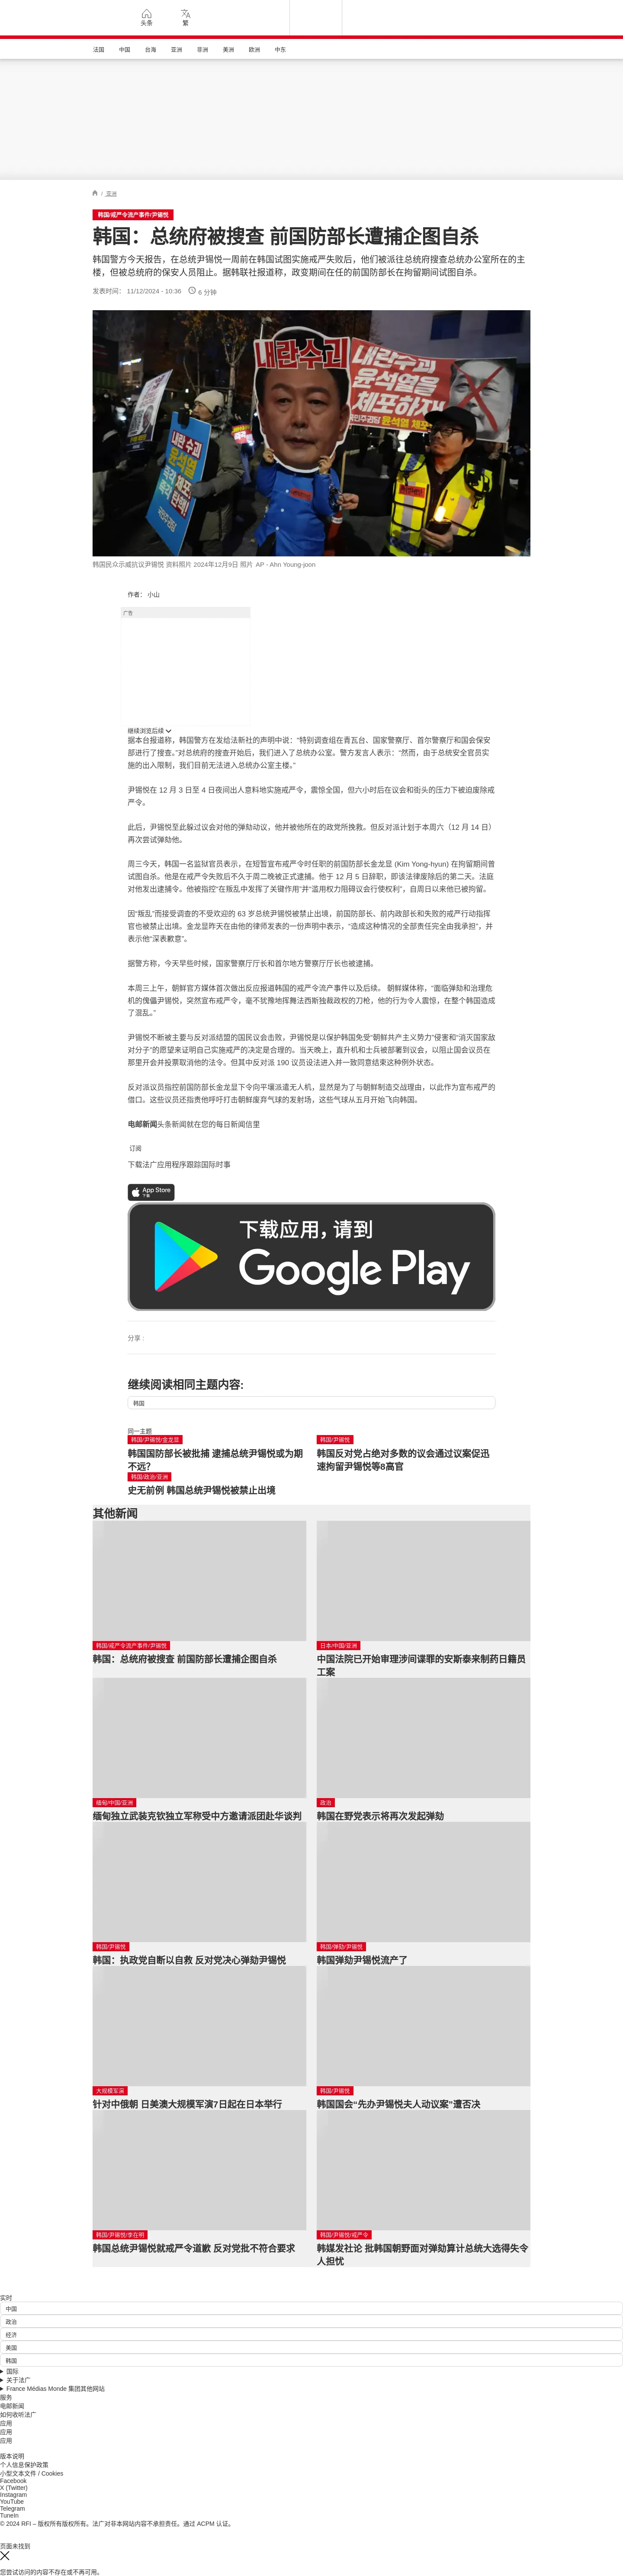 头条
繁
法国
中国
台海
亚洲
非洲
美洲
欧洲
中东
/ 亚洲
韩国/戒严令流产事件/尹锡悦
韩国：总统府被搜查 前国防部长遭捕企图自杀
韩国警方今天报告，在总统尹锡悦一周前在韩国试图实施戒严失败后，他们被派往总统府搜查总统办公室所在的主
楼，但被总统府的保安人员阻止。据韩联社报道称，政变期间在任的前国防部长在拘留期间试图自杀。
发表时间： 11/12/2024 - 10:36
6 分钟
내란수괴
윤석열을
체포하자
내란 수괴
윤석열
즉각 탄핵!
韩国民众示威抗议尹锡悦 资料照片 2024年12月9日 照片 AP - Ahn Young-joon
作者： 小山
广告
继续浏览后续
据本台报道称，韩国警方在发给法新社的声明中说：“特别调查组在青瓦台、国家警察厅、首尔警察厅和国会保安
部进行了搜查。”对总统府的搜查开始后，我们进入了总统办公室。警方发言人表示：“然而，由于总统安全官员实
施的出入限制，我们目前无法进入总统办公室主楼。”
尹锡悦在 12 月 3 日至 4 日夜间出人意料地实施戒严令，震惊全国，但六小时后在议会和街头的压力下被迫废除戒
严令。
此后，尹锡悦至此躲过议会对他的弹劾动议，他并被他所在的政党所挽救。但反对派计划于本周六（12 月 14 日）
再次尝试弹劾他。
周三今天，韩国一名监狱官员表示，在短暂宣布戒严令时任职的前国防部长金龙显 (Kim Yong-hyun) 在拘留期间曾
试图自杀。他是在戒严令失败后不久于周二晚被正式逮捕。他于 12 月 5 日辞职，即该法律废除后的第二天。法庭
对他发出逮捕令。他被指控“在叛乱中发挥了关键作用”并“滥用权力阻碍议会行使权利”，自周日以来他已被拘留。
因“叛乱”而接受调查的不受欢迎的 63 岁总统尹锡悦被禁止出境，前国防部长、前内政部长和失败的戒严行动指挥
官也被禁止出境。金龙显昨天在由他的律师发表的一份声明中表示，“造成这种情况的全部责任完全由我承担”，并
表示他“深表歉意”。
据警方称，今天早些时候，国家警察厅厅长和首尔地方警察厅厅长也被逮捕。
本周三上午，朝鲜官方媒体首次做出反应报道韩国的戒严令流产事件以及后续。 朝鲜媒体称，“面临弹劾和治理危
机的傀儡尹锡悦，突然宣布戒严令，毫不犹豫地挥舞法西斯独裁政权的刀枪，他的行为令人震惊，在整个韩国造成
了混乱。”
尹锡悦不断被主要与反对派结盟的国民议会击败，尹锡悦是以保护韩国免受“朝鲜共产主义势力”侵害和“消灭国家敌
对分子”的愿望来证明自己实施戒严的决定是合理的。当天晚上，直升机和士兵被部署到议会，以阻止国会议员在
那里开会并投票取消他的法令。但其中反对派 190 议员设法进入并一致同意结束这种例外状态。
反对派议员指控前国防部长金龙显下令向平壤派遣无人机，显然是为了与朝鲜制造交战理由，以此作为宣布戒严的
借口。这些议员还指责他呼吁打击朝鲜废弃气球的发射场，这些气球从五月开始飞向韩国。
电邮新闻头条新闻就在您的每日新闻信里
订阅
下载法广应用程序跟踪国际时事
App Store
下载
下载应用，请到
Google Play
分享 :
继续阅读相同主题内容:
韩国
同一主题
韩国/尹锡悦/金龙显
韩国国防部长被批捕 逮捕总统尹锡悦或为期
不远?
韩国/尹锡悦
韩国反对党占绝对多数的议会通过议案促迅
速拘留尹锡悦等8高官
韩国/政治/亚洲
史无前例 韩国总统尹锡悦被禁止出境
其他新闻
韩国/戒严令流产事件/尹锡悦
韩国：总统府被搜查 前国防部长遭捕企图自杀
日本/中国/亚洲
中国法院已开始审理涉间谍罪的安斯泰来制药日籍员
工案
缅甸/中国/亚洲
缅甸独立武装克钦独立军称受中方邀请派团赴华谈判
政治
韩国在野党表示将再次发起弹劾
韩国/尹锡悦
韩国：执政党自断以自救 反对党决心弹劾尹锡悦
韩国/弹劾/尹锡悦
韩国弹劾尹锡悦流产了
大规模军演
针对中俄朝 日美澳大规模军演7日起在日本举行
韩国/尹锡悦
韩国国会“先办尹锡悦夫人动议案”遭否决
韩国/尹锡悦/李在明
韩国总统尹锡悦就戒严令道歉 反对党批不符合要求
韩国/尹锡悦/戒严令
韩媒发社论 批韩国朝野面对弹劾算计总统大选得失令
人担忧
实时
中国
政治
经济
美国
韩国
国际
关于法广
France Médias Monde 集团其他网站
服务
电邮新闻
如何收听法广
应用
应用
应用
版本说明
个人信息保护政策
小型文本文件 / Cookies
Facebook
X (Twitter)
Instagram
YouTube
Telegram
TuneIn
© 2024 RFI – 版权所有版权所有。法广对非本网站内容不承担责任。通过 ACPM 认证。
页面未找到
您尝试访问的内容不存在或不再可用。